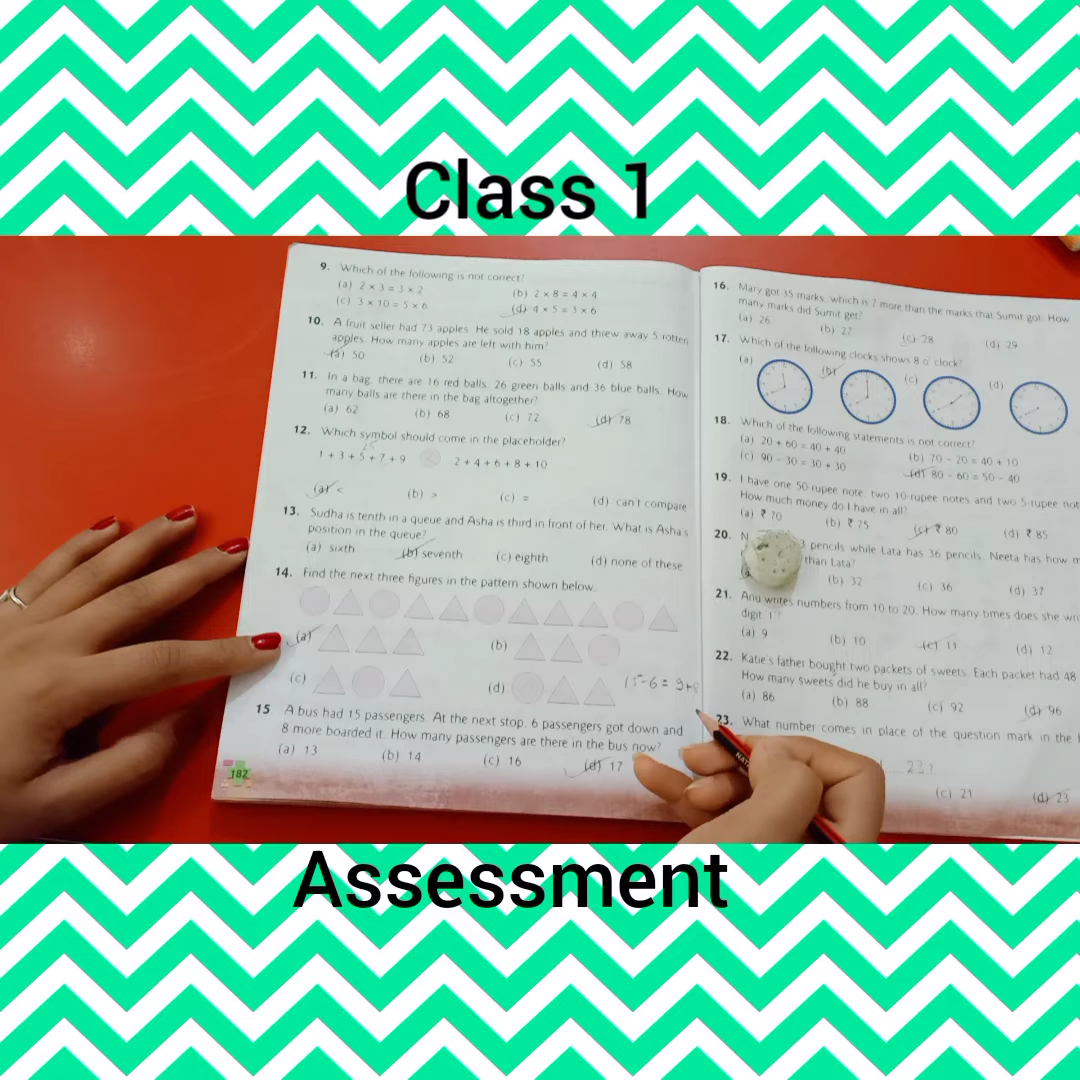 Class 1
9. Which of the following is not correct?
(a) 2 × 3 = 3 × 2
(b) 2 × 8 = 4 × 4
(c) 3 × 10 = 5 × 6
(d) 4 × 5 = 3 × 6
10. A fruit seller had 73 apples. He sold 18 apples and threw away 5 rotten
apples. How many apples are left with him?
(a) 50 (b) 52 (c) 55 (d) 58
11. In a bag, there are 16 red balls, 26 green balls and 36 blue balls. How
many balls are there in the bag altogether?
(a) 62 (b) 68 (c) 72 (d) 78
12. Which symbol should come in the placeholder?
25
1 + 3 + 5 + 7 + 9 2 + 4 + 6 + 8 + 10
(a) < (b) > (c) = (d) can't compare
13. Sudha is tenth in a queue and Asha is third in front of her. What is Asha's
position in the queue?
(a) sixth (b) seventh (c) eighth (d) none of these
14. Find the next three figures in the pattern shown below.
(a)
(b)
(c)
(d)
15-6 = 9+8
15 A bus had 15 passengers. At the next stop, 6 passengers got down and
8 more boarded it. How many passengers are there in the bus now?
(a) 13 (b) 14 (c) 16 (d) 17
182
16. Mary got 35 marks, which is 7 more than the marks that Sumit got. How
many marks did Sumit get?
(a) 26 (b) 27 (c) 28 (d) 29
17. Which of the following clocks shows 8 o'clock?
(a) (b) (c) (d)
18. Which of the following statements is not correct?
(a) 20 + 60 = 40 + 40
(b) 70 – 20 = 40 + 10
(c) 90 – 30 = 30 + 30
(d) 80 – 60 = 50 – 40
19. I have one 50-rupee note, two 10-rupee notes and two 5-rupee not
How much money do I have in all?
(a) ₹ 70 (b) ₹ 75 (c) ₹ 80 (d) ₹ 85
20. N 3 pencils while Lata has 36 pencils. Neeta has how m
than Lata?
(b) 32 (c) 36 (d) 37
21. Anu writes numbers from 10 to 20. How many times does she wri
digit '1'?
(a) 9 (b) 10 (c) 11 (d) 12
22. Katie's father bought two packets of sweets. Each packet had 48
How many sweets did he buy in all?
(a) 86 (b) 88 (c) 92 (d) 96
23. What number comes in place of the question mark in the
23 ?
(c) 21 (d) 23
Assessment